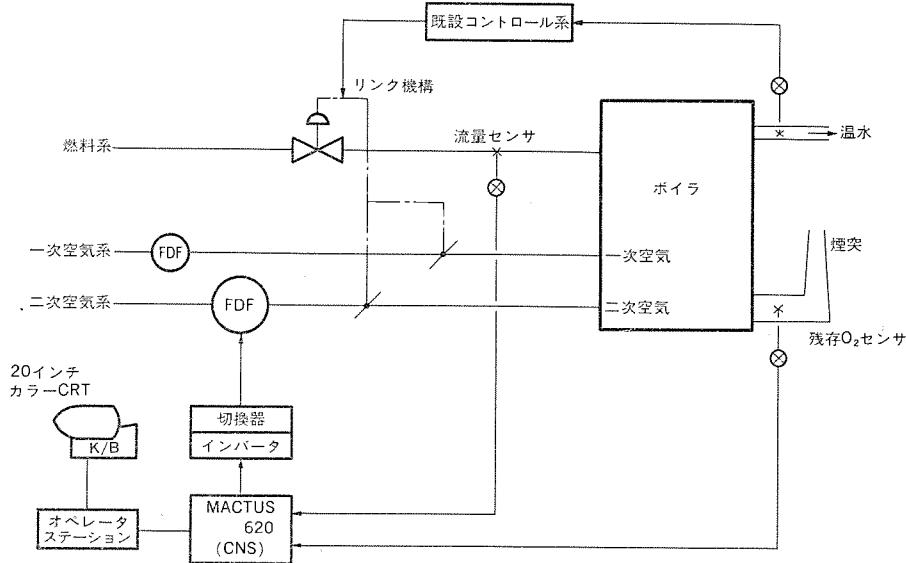 既設コントロール系
リンク機構
燃料系
流量センサ
温水
ボイラ
一次空気系
FDF
一次空気
煙突
二次空気系
FDF
二次空気
残存O₂センサ
20インチ
カラーCRT
K/B
切換器
インバータ
オペレータ
ステーション
MACTUS
620
(CNS)